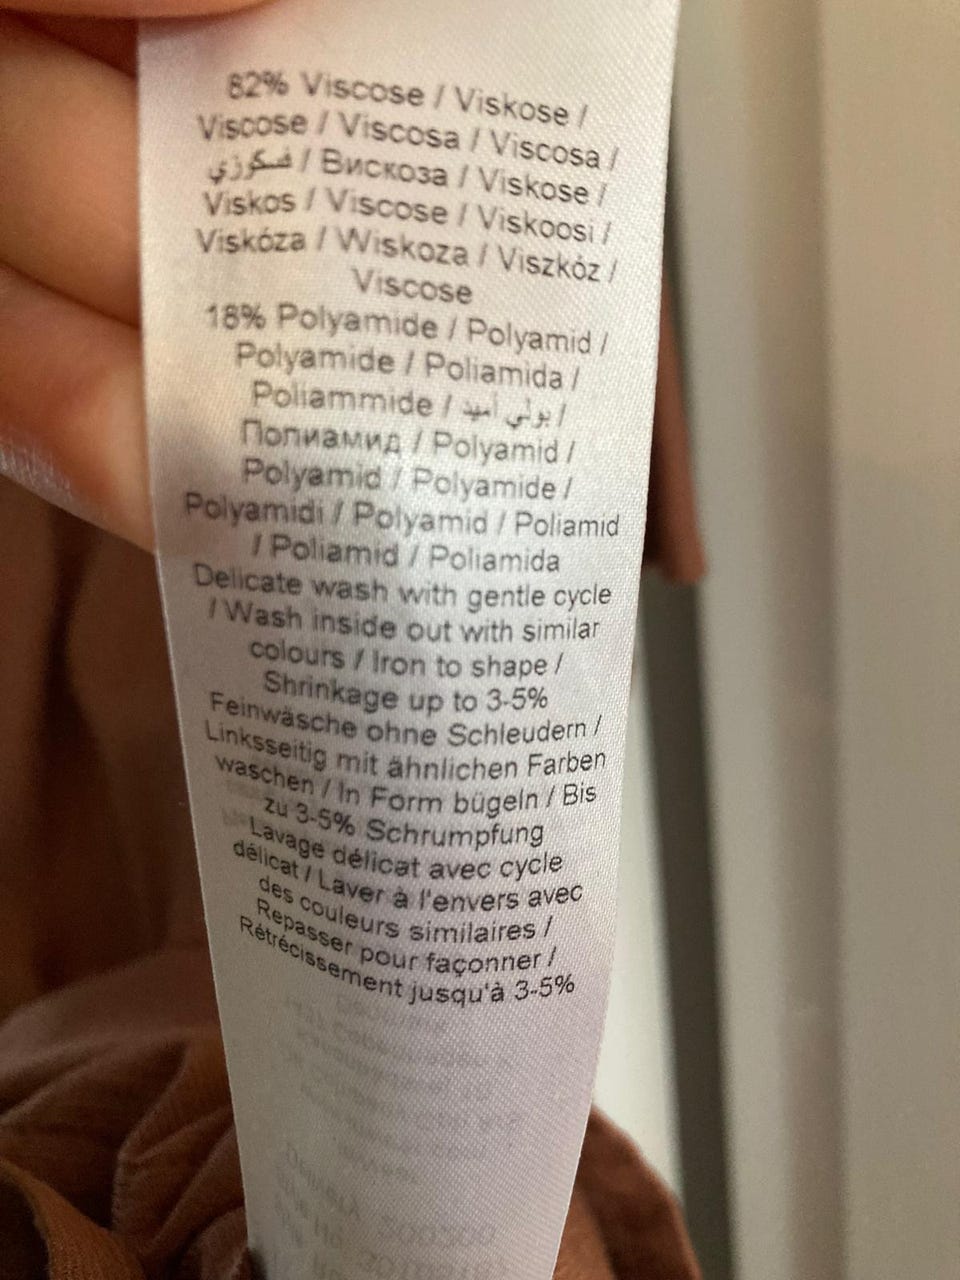 82% Viscose / Viskose /
Viscose / Viscosa / Viscosa /
فسكوزي / Вискоза / Viskose /
Viskos / Viscose / Viskoosi /
Viskóza / Wiskoza / Viszkóz /
Viscose
18% Polyamide / Polyamid /
Polyamide / Poliamida /
Poliammide / بولي أميد /
Полиамид / Polyamid /
Polyamid / Polyamide /
Polyamidi / Polyamid / Poliamid
/ Poliamid / Poliamida
Delicate wash with gentle cycle
/ Wash inside out with similar
colours / Iron to shape /
Shrinkage up to 3-5%
Feinwäsche ohne Schleudern /
Linksseitig mit ähnlichen Farben
waschen / In Form bügeln / Bis
zu 3-5% Schrumpfung
Lavage délicat avec cycle
délicat / Laver à l'envers avec
des couleurs similaires /
Repasser pour façonner /
Rétrécissement jusqu'à 3-5%